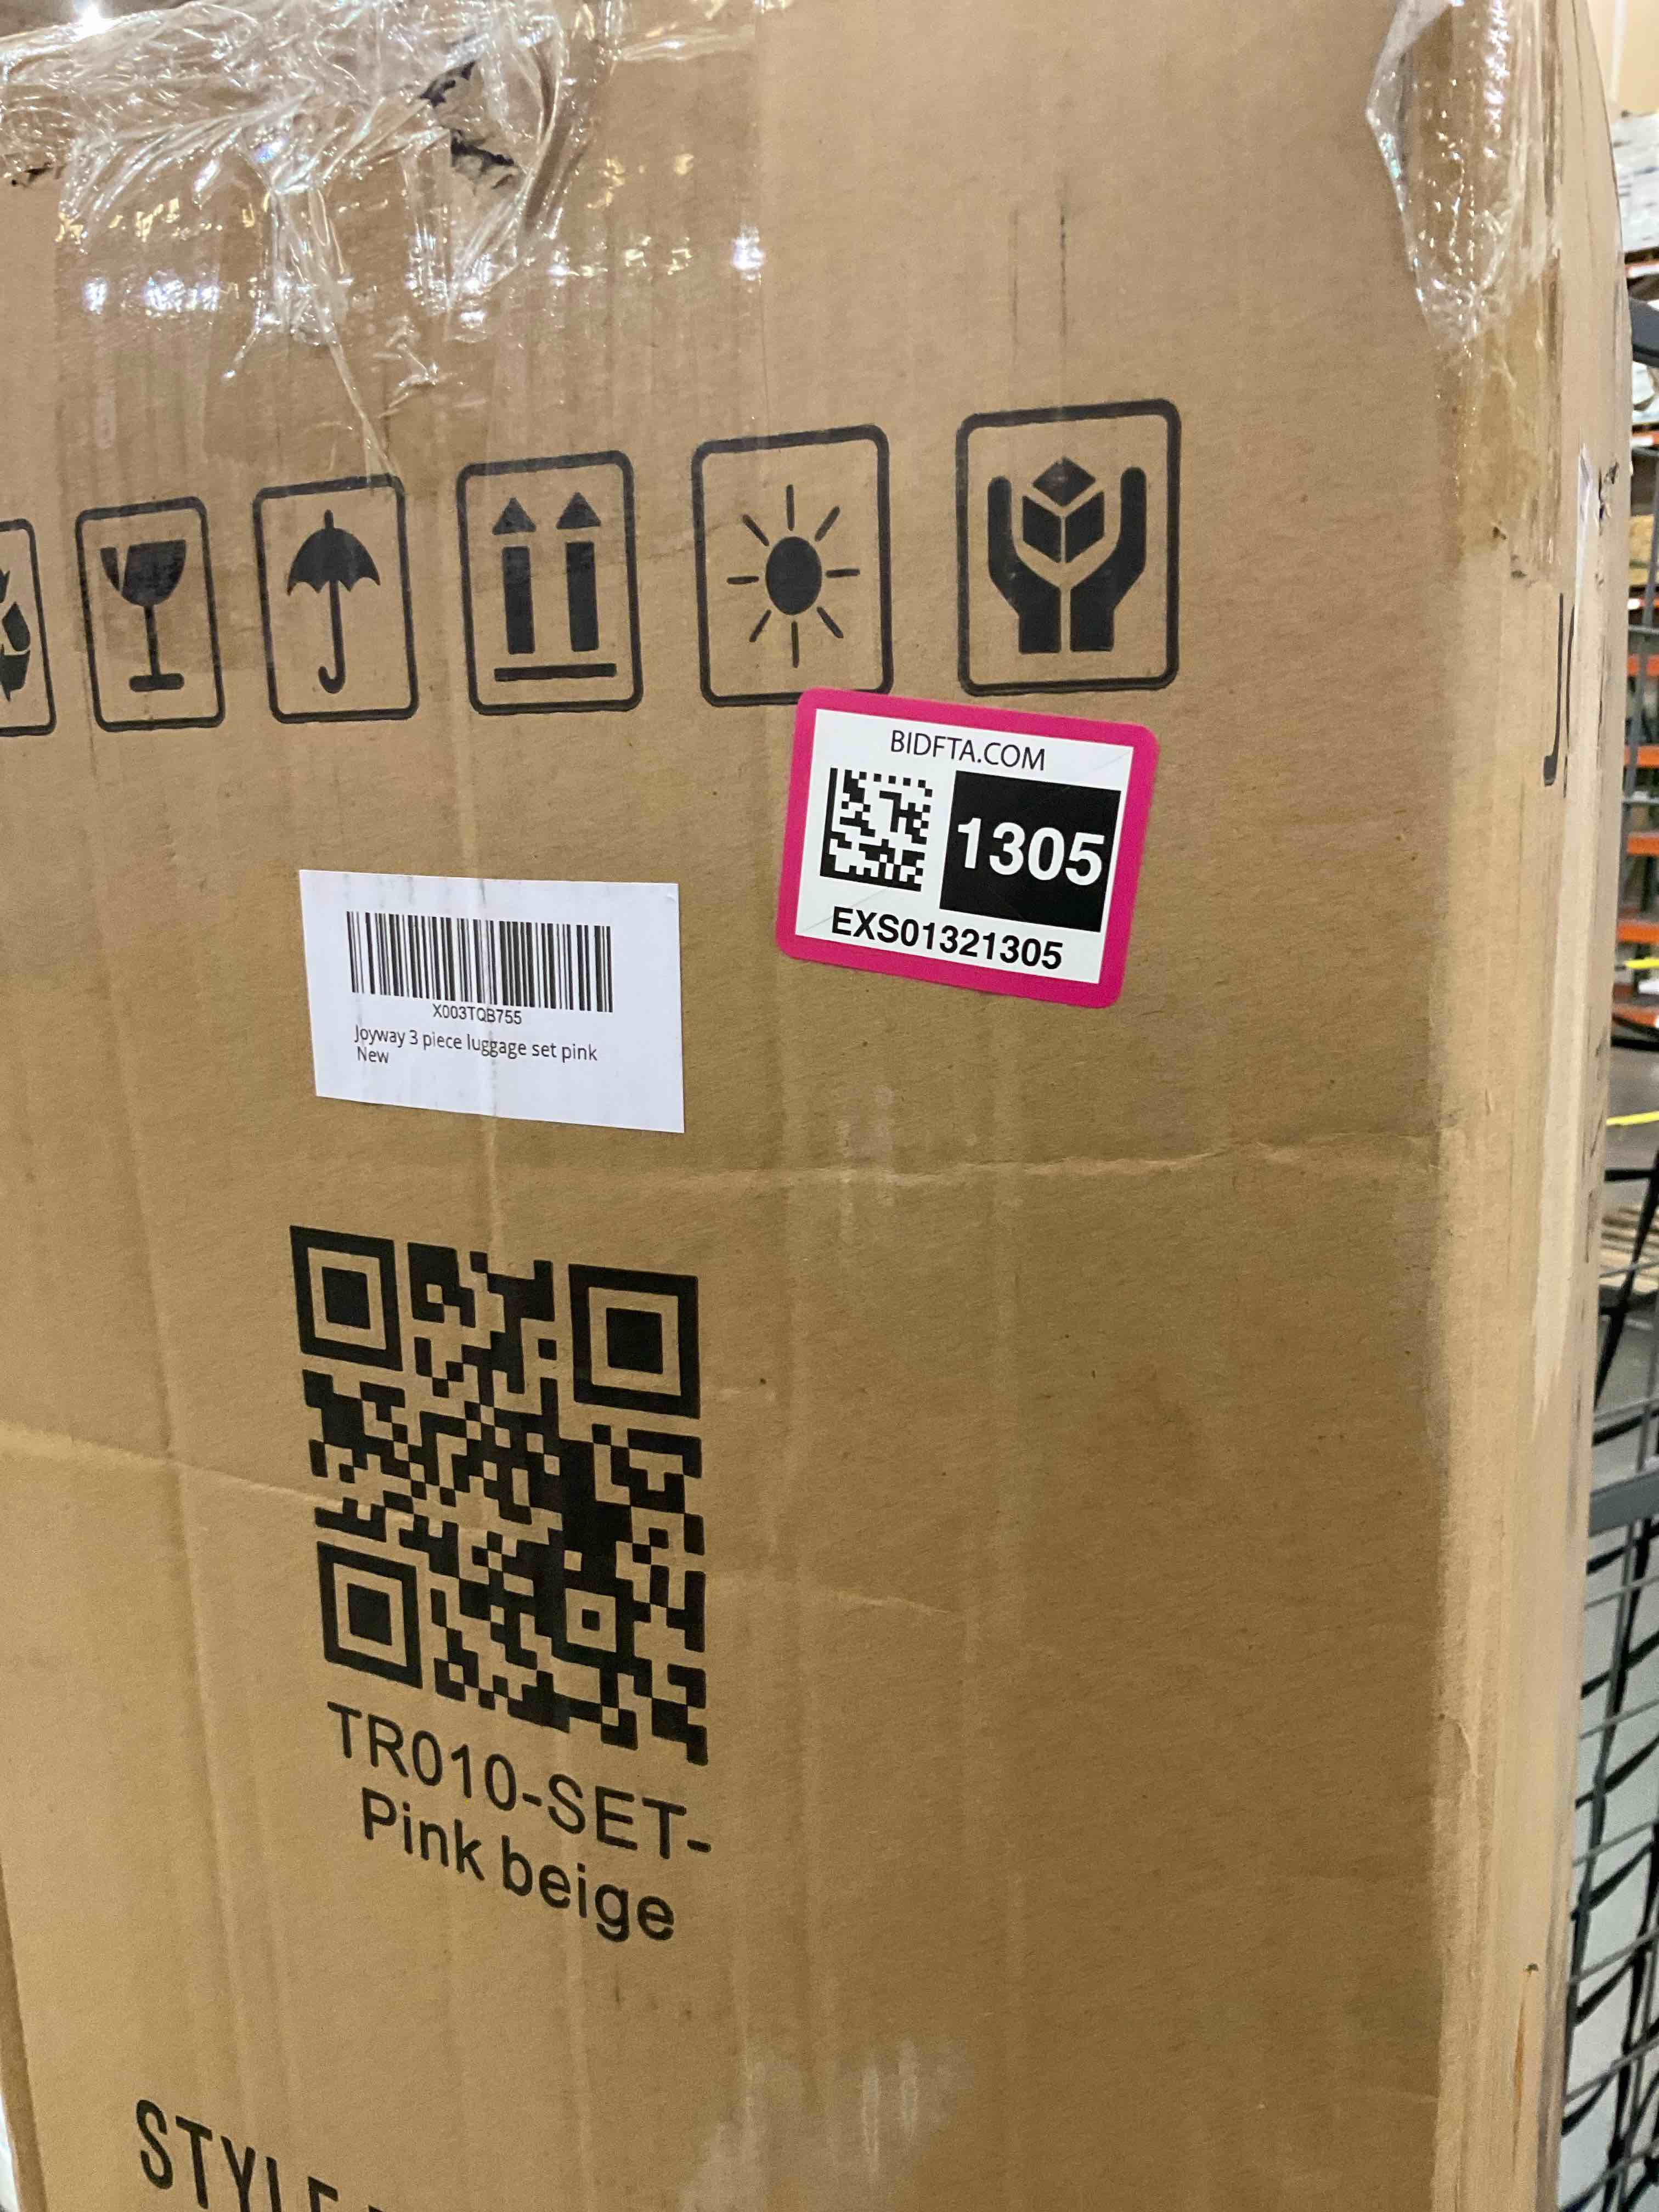 BIDFTA.COM
1305
EXS01321305
X003TQB755
Joyway 3 piece luggage set pink
New
TR010-SET-
Pink beige